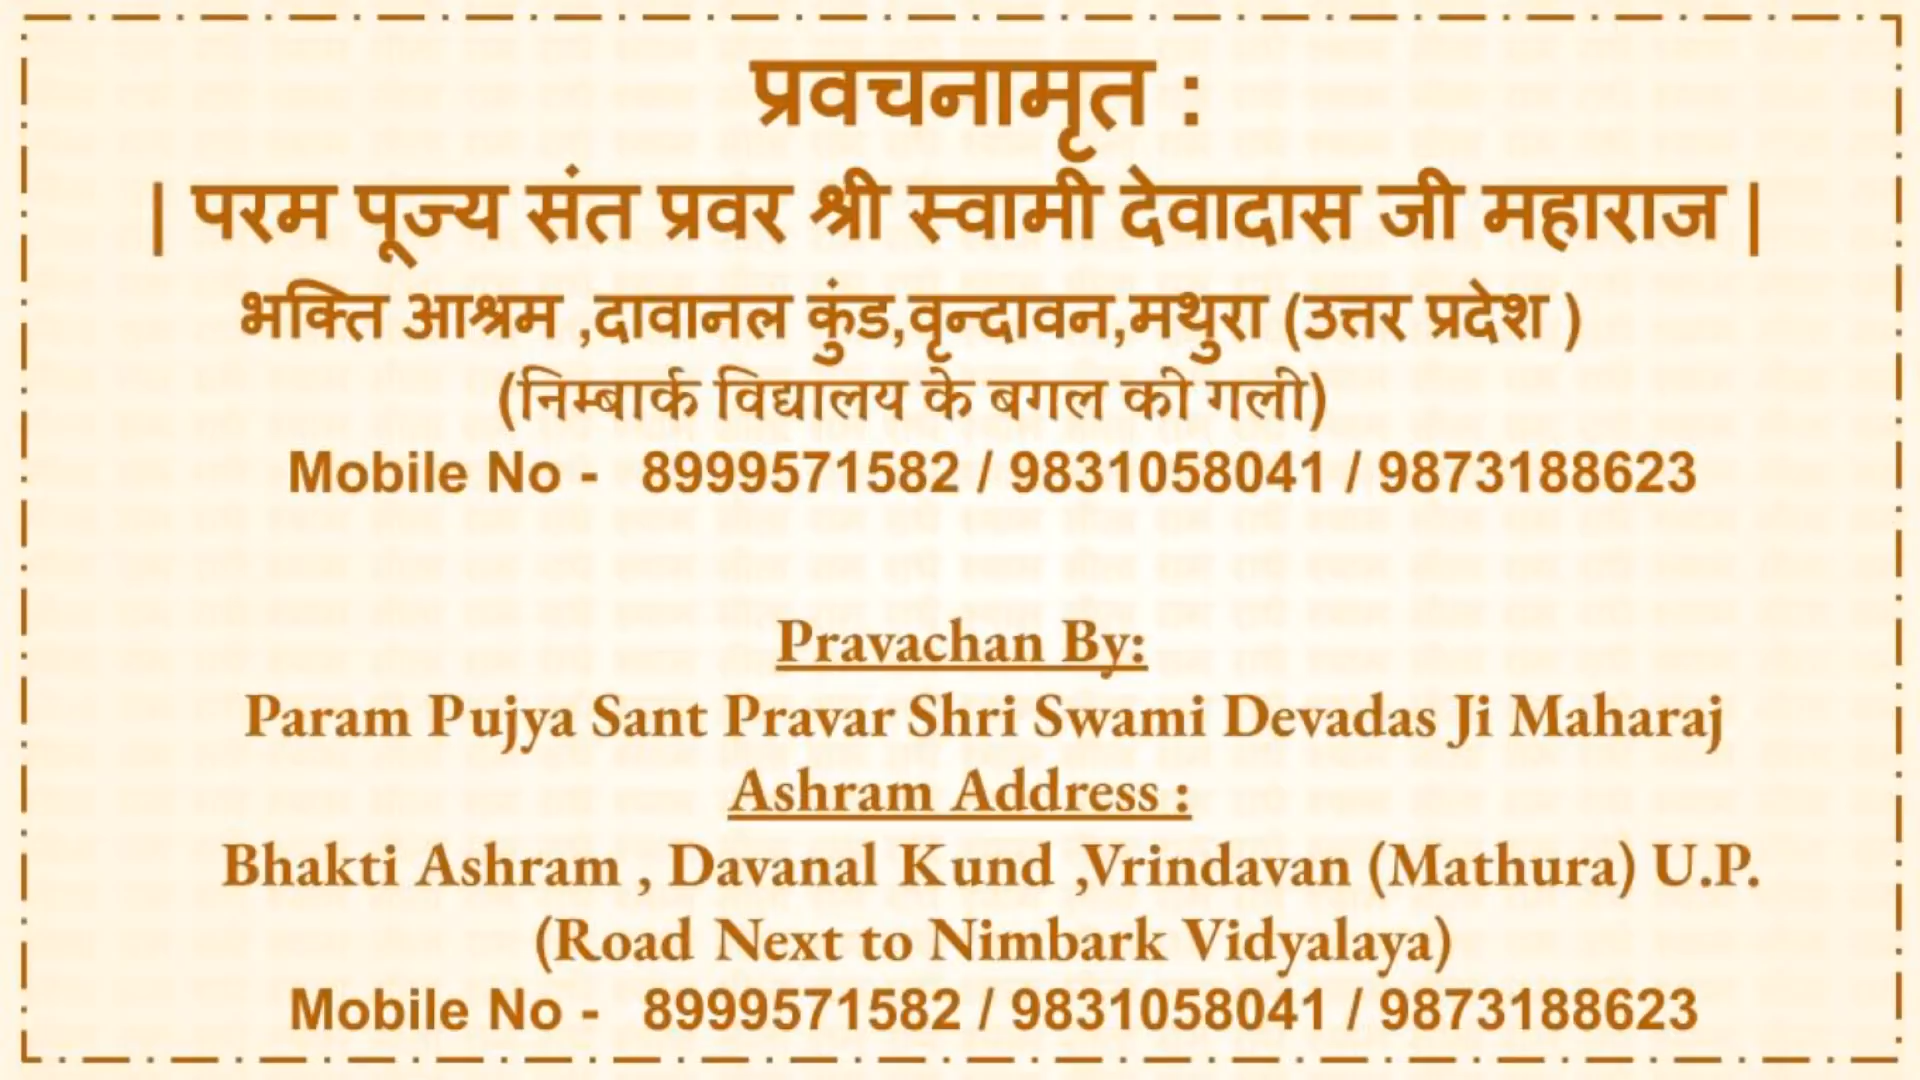 प्रवचनामृत :
| परम पूज्य संत प्रवर श्री स्वामी देवादास जी महाराज |
भक्ति आश्रम ,दावानल कुंड,वृन्दावन,मथुरा (उत्तर प्रदेश )
(निम्बार्क विद्यालय के बगल की गली)
Mobile No - 8999571582 / 9831058041 / 9873188623
Pravachan By:
Param Pujya Sant Pravar Shri Swami Devadas Ji Maharaj
Ashram Address :
Bhakti Ashram , Davanal Kund ,Vrindavan (Mathura) U.P.
(Road Next to Nimbark Vidyalaya)
Mobile No - 8999571582 / 9831058041 / 9873188623